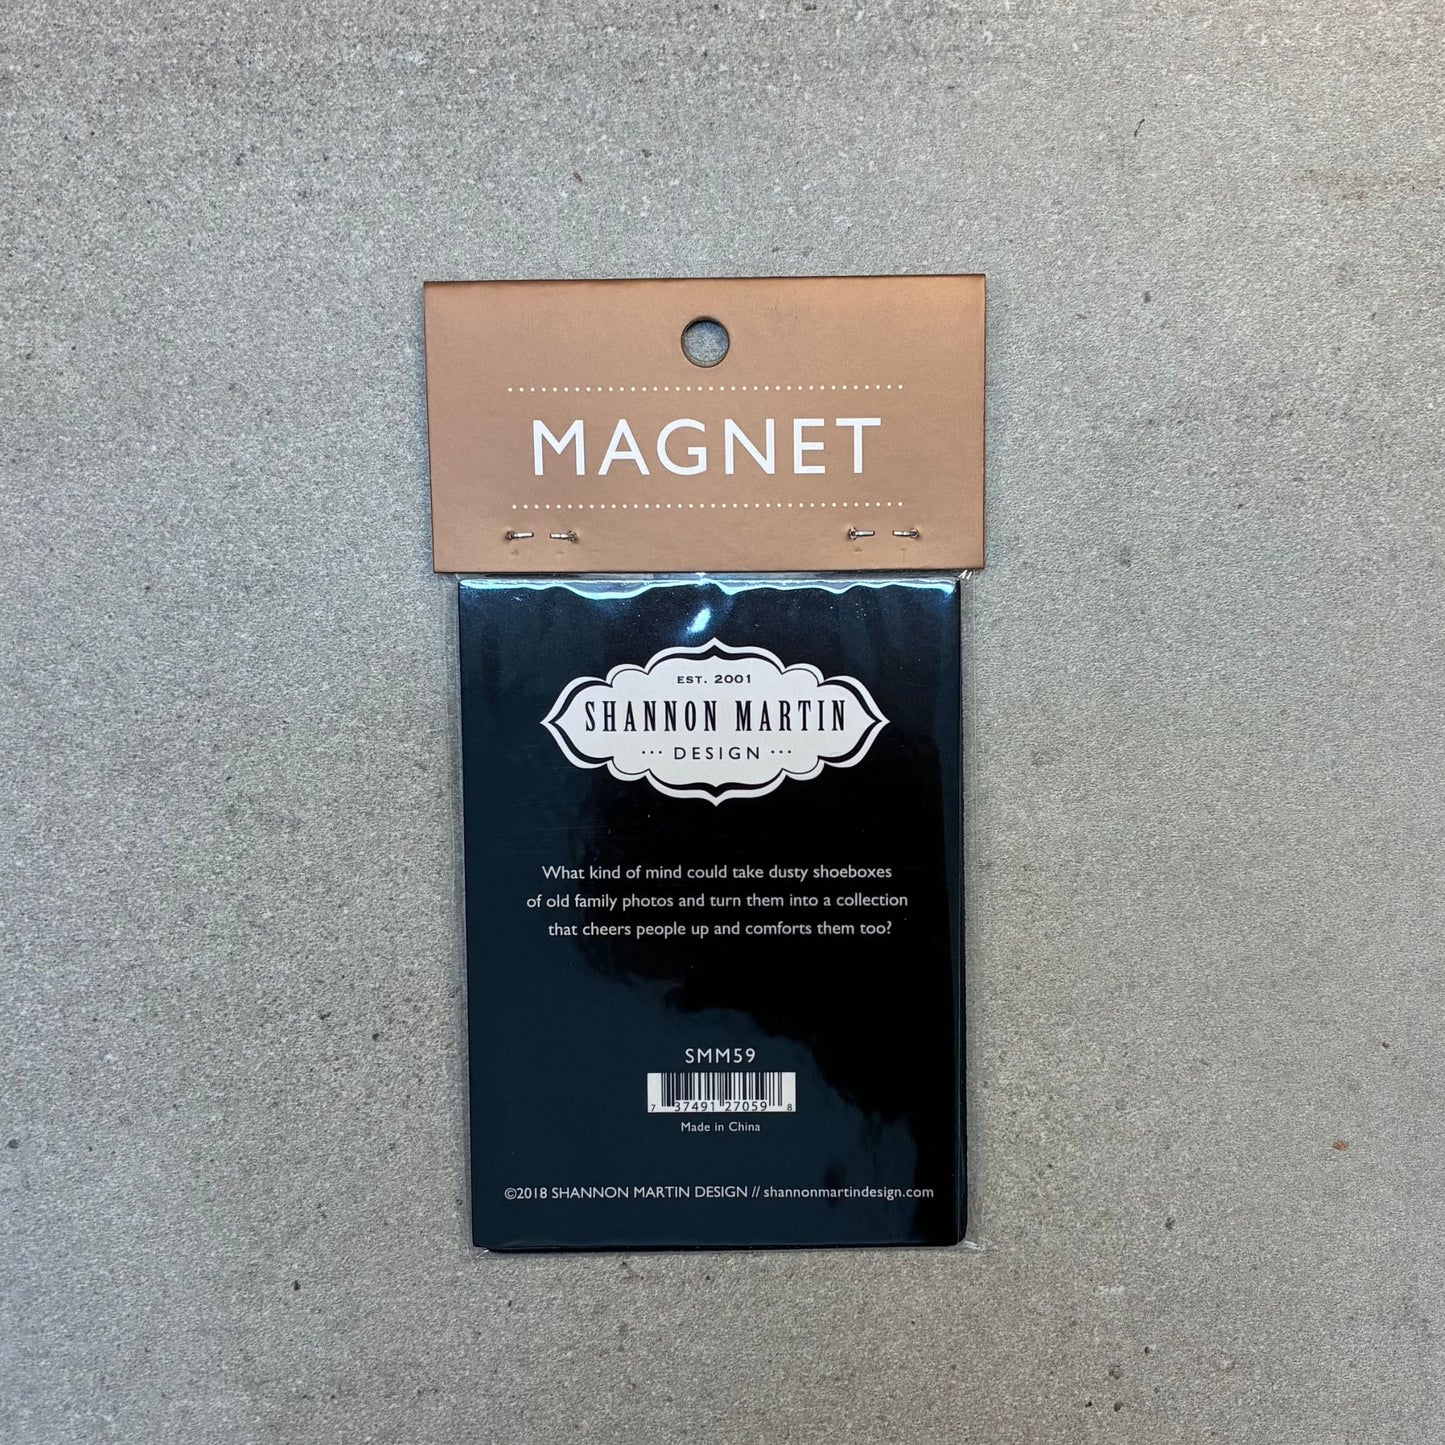 MAGNET
EST. 2001
SHANNON MARTIN
··· DESIGN ···
What kind of mind could take dusty shoeboxes
of old family photos and turn them into a collection
that cheers people up and comforts them too?
SMM59
7 37491 27059 8
Made in China
©2018 SHANNON MARTIN DESIGN // shannonmartindesign.com